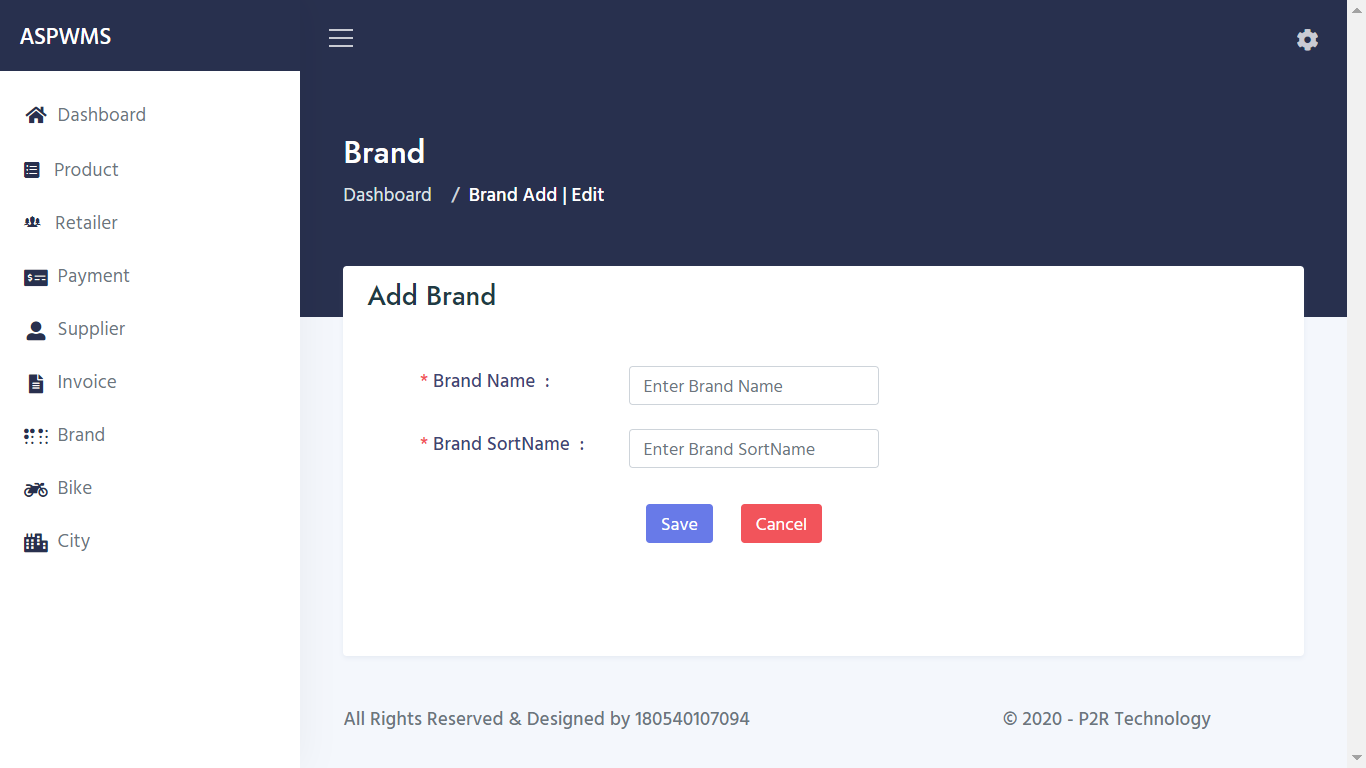 ASPWMS
Dashboard
Product
Retailer
Payment
Supplier
Invoice
Brand
Bike
City
Brand
Dashboard / Brand Add | Edit
Add Brand
* Brand Name :
Enter Brand Name
* Brand SortName :
Enter Brand SortName
Save Cancel
All Rights Reserved & Designed by 180540107094
© 2020 - P2R Technology